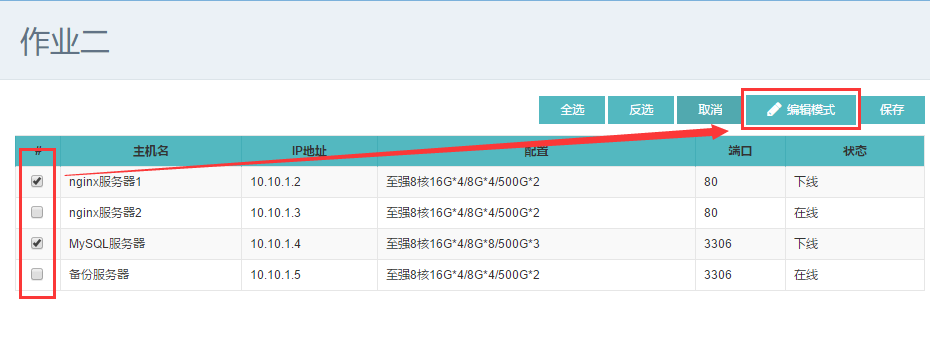 作业二
全选 反选 取消 编辑模式 保存
# 主机名 IP地址 配置 端口 状态
nginx服务器1 10.10.1.2 至强8核16G*4/8G*4/500G*2 80 下线
nginx服务器2 10.10.1.3 至强8核16G*4/8G*4/500G*2 80 在线
MySQL服务器 10.10.1.4 至强8核16G*4/8G*8/500G*3 3306 下线
备份服务器 10.10.1.5 至强8核16G*4/8G*4/500G*2 3306 在线